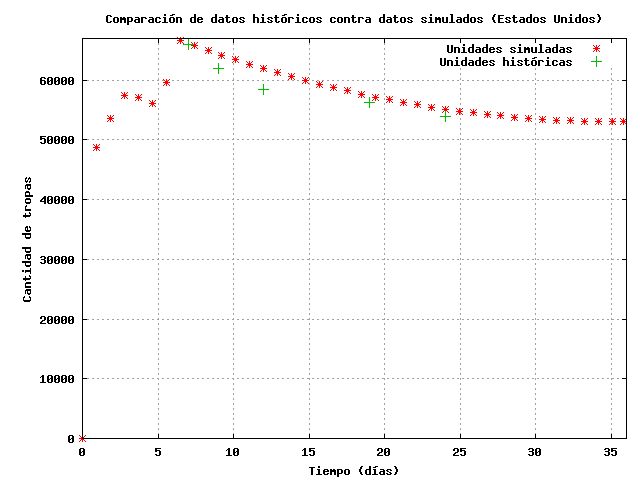 Comparación de datos históricos contra datos simulados (Estados Unidos)
Unidades simuladas
Unidades históricas
60000
50000
40000
30000
20000
10000
0
Cantidad de tropas
0 5 10 15 20 25 30 35
Tiempo (días)